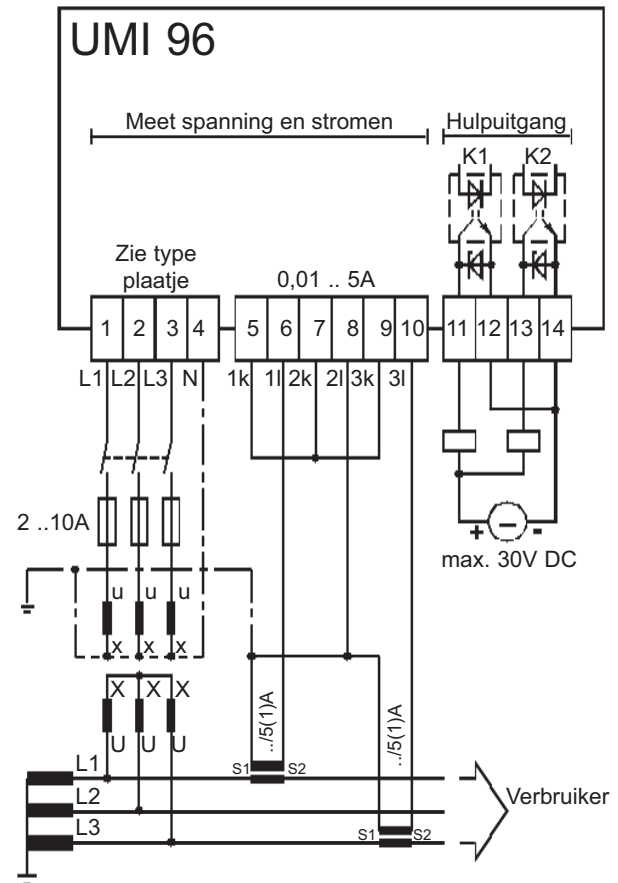 UMI 96
Meet spanning en stromen Hulpuitgang
K1 K2
Zie type
plaatje
0,01 .. 5A
1 2 3 4 5 6 7 8 9 10 11 12 13 14
L1 L2 L3 N 1k 1l 2k 2l 3k 3l
2 ..10A
+ -
max. 30V DC
u u u
x x x
X X X
U U U
../5(1)A ../5(1)A
L1 S1 S2
L2
Verbruiker
L3 S1 S2